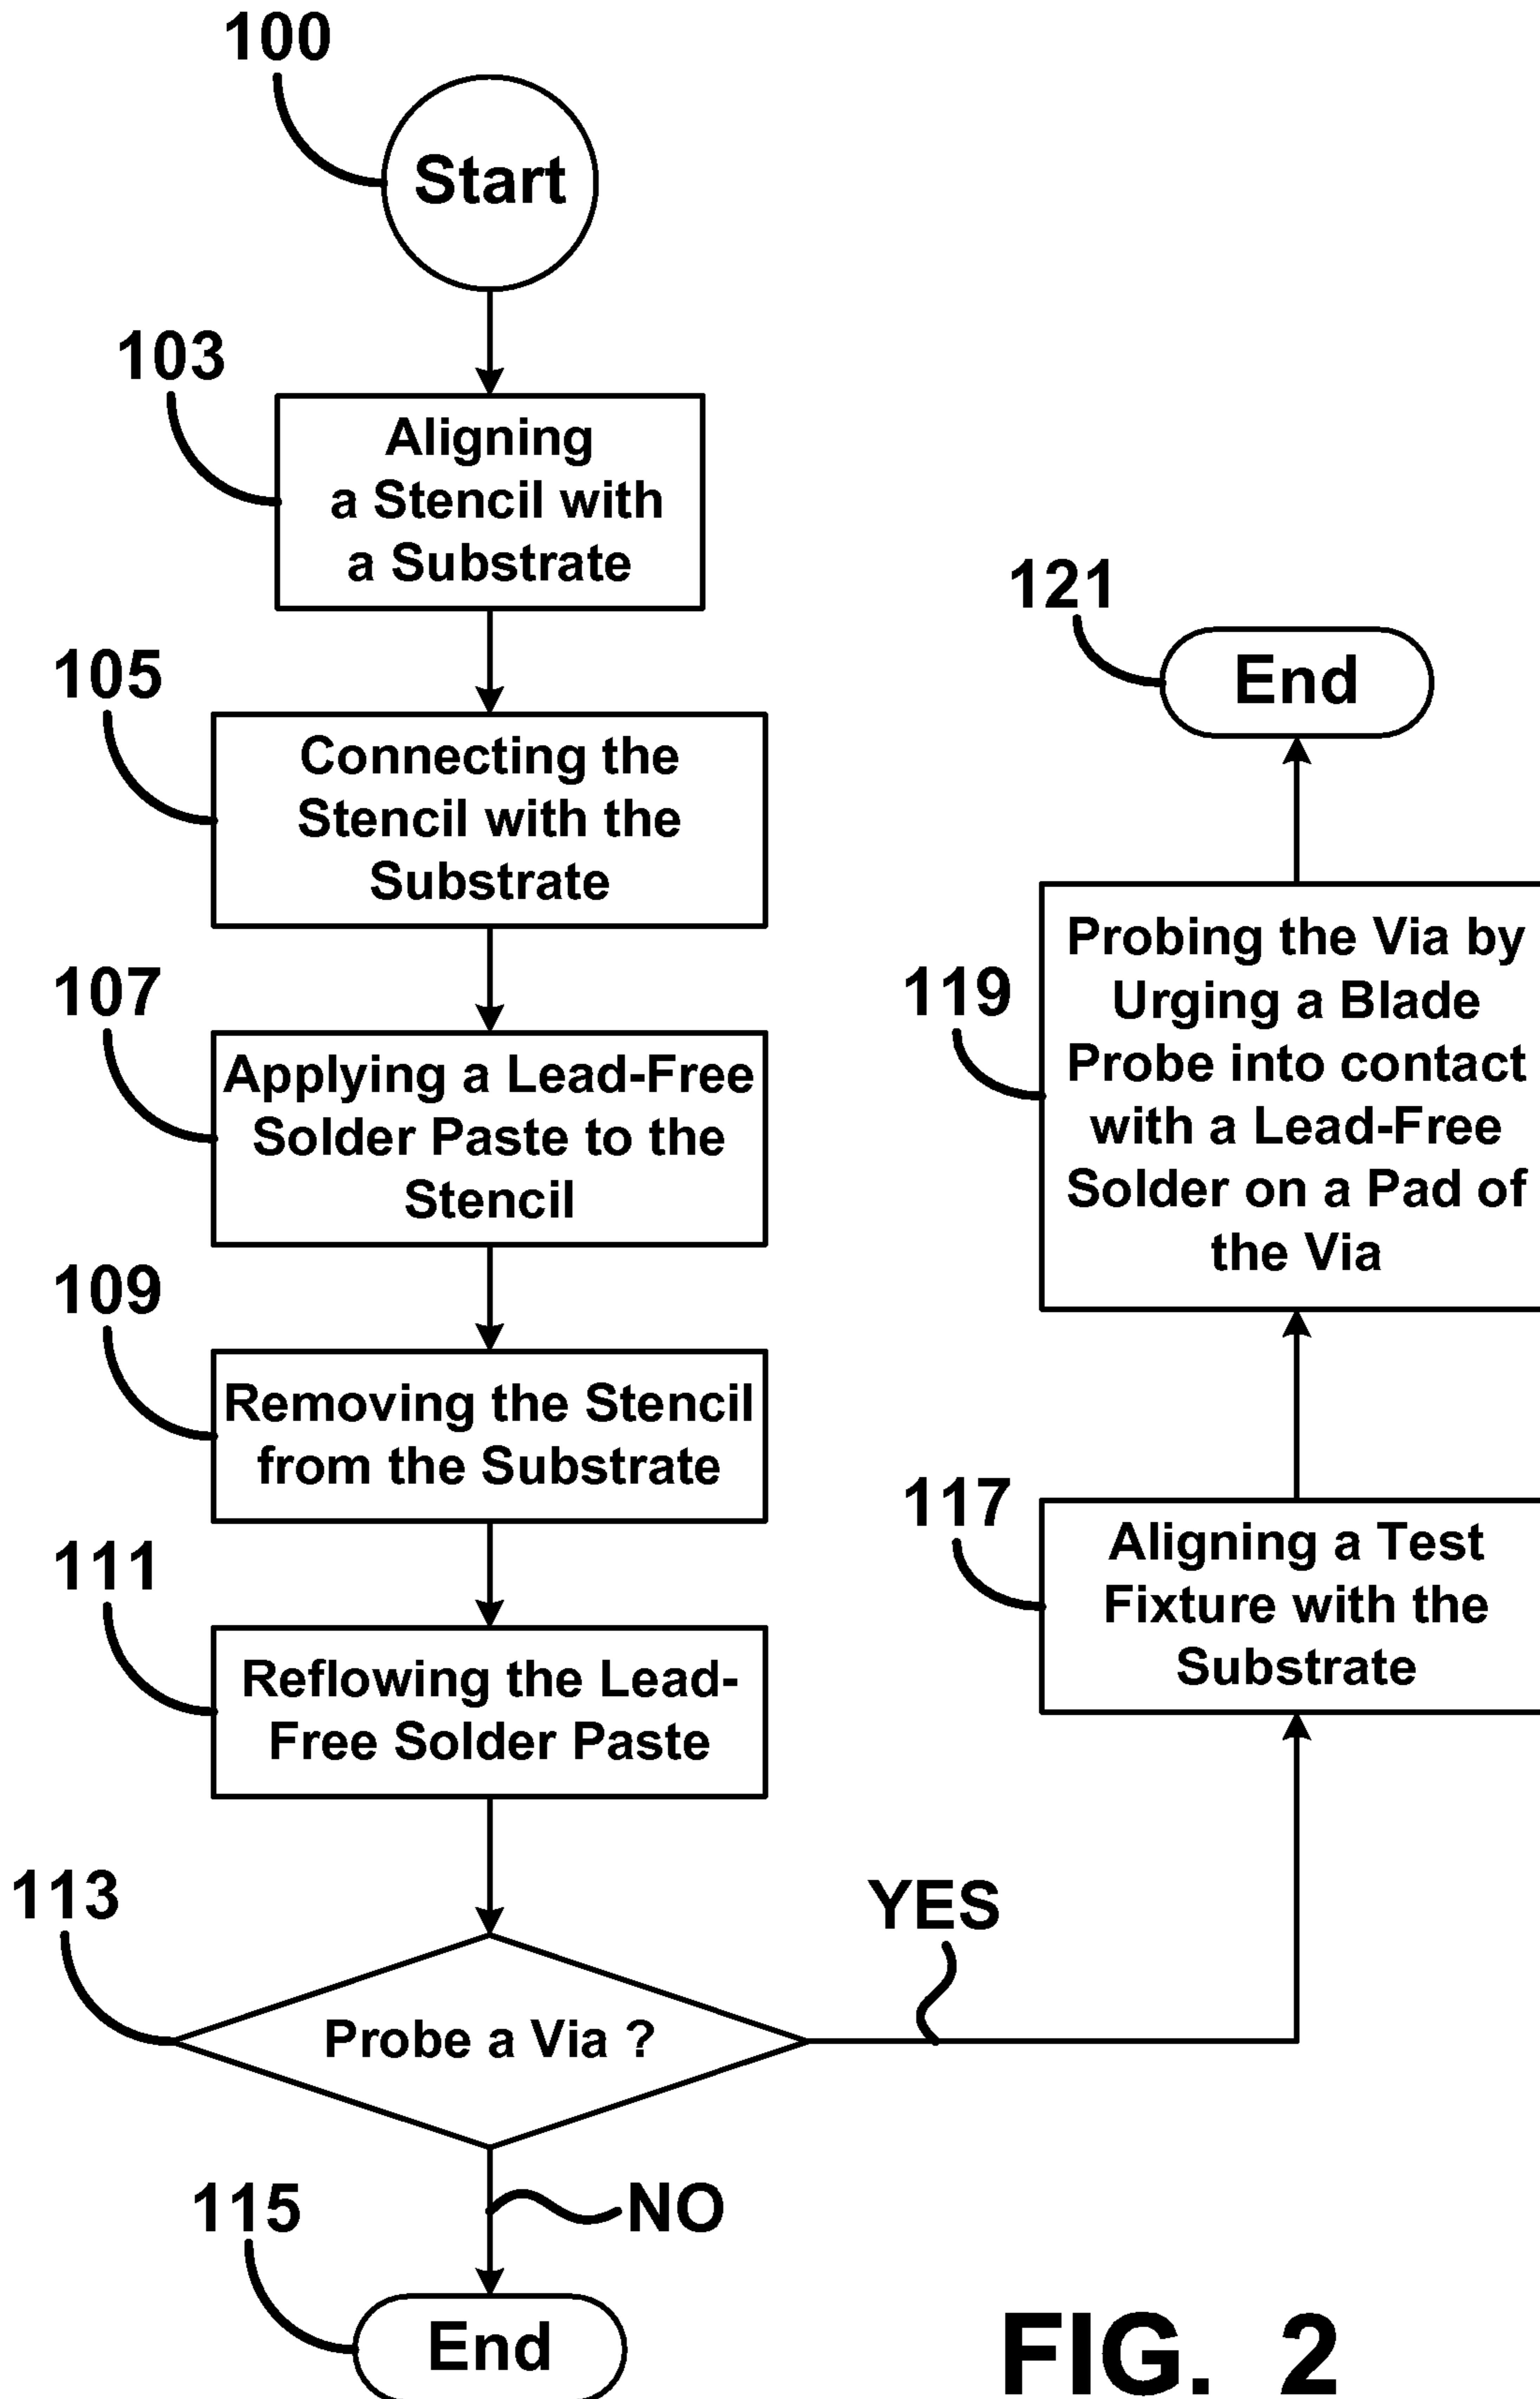 100
Start
103
Aligning
a Stencil with
a Substrate
105
Connecting the
Stencil with the
Substrate
107
Applying a Lead-Free
Solder Paste to the
Stencil
109
Removing the Stencil
from the Substrate
111
Reflowing the Lead-
Free Solder Paste
113
Probe a Via ?
YES
NO
115
End
117
Aligning a Test
Fixture with the
Substrate
119
Probing the Via by
Urging a Blade
Probe into contact
with a Lead-Free
Solder on a Pad of
the Via
121
End
FIG. 2